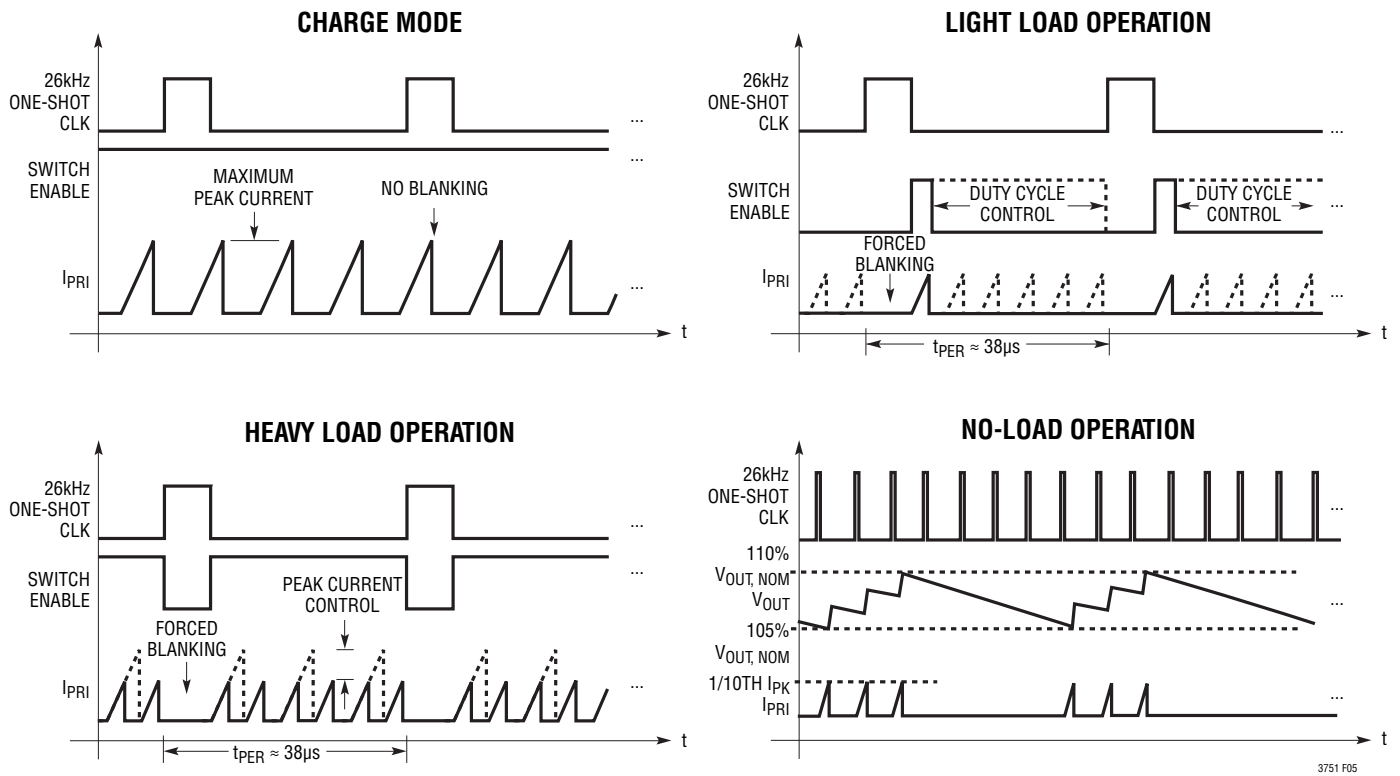 CHARGE MODE
26kHz
ONE-SHOT
CLK
...
...
SWITCH
ENABLE
MAXIMUM
PEAK CURRENT
NO BLANKING
IPRI
...
t
LIGHT LOAD OPERATION
26kHz
ONE-SHOT
CLK
...
SWITCH
ENABLE
DUTY CYCLE
CONTROL
DUTY CYCLE
CONTROL
...
FORCED
BLANKING
IPRI
...
t
tPER ≈ 38µs
HEAVY LOAD OPERATION
26kHz
ONE-SHOT
CLK
...
...
SWITCH
ENABLE
PEAK CURRENT
CONTROL
FORCED
BLANKING
IPRI
...
t
tPER ≈ 38µs
NO-LOAD OPERATION
26kHz
ONE-SHOT
CLK
...
110%
VOUT, NOM
VOUT
...
105%
VOUT, NOM
1/10TH IPK
IPRI
...
t
3751 F05